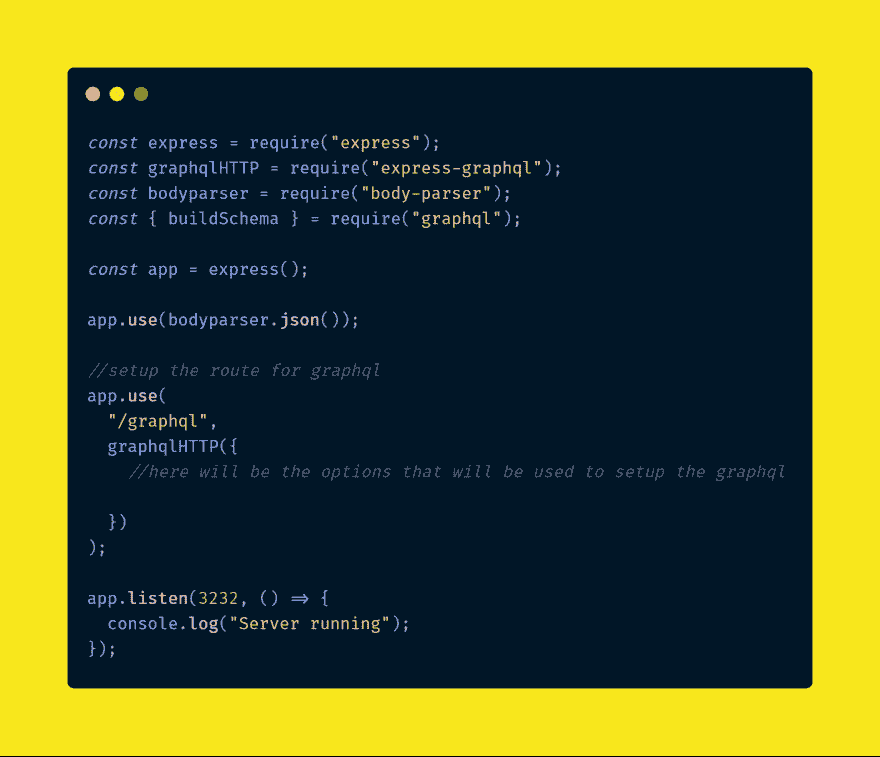 const express = require("express");
const graphqlHTTP = require("express-graphql");
const bodyparser = require("body-parser");
const { buildSchema } = require("graphql");
const app = express();
app.use(bodyparser.json());
//setup the route for graphql
app.use(
"/graphql",
graphqlHTTP({
//here will be the options that will be used to setup the graphql
})
);
app.listen(3232, () => {
console.log("Server running");
});